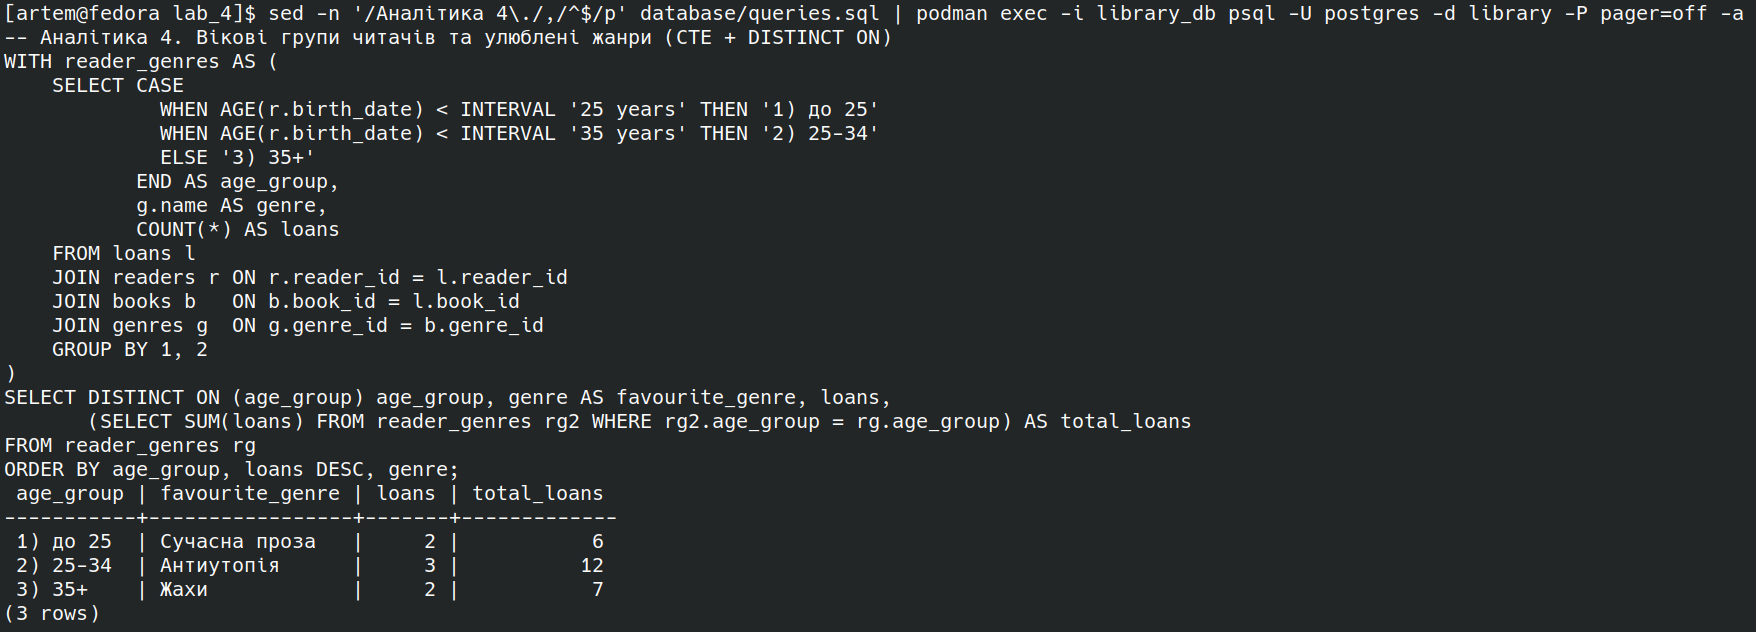 [artem@fedora lab_4]$ sed -n '/Аналітика 4\./,/^$/p' database/queries.sql | podman exec -i library_db psql -U postgres -d library -P pager=off -a
-- Аналітика 4. Вікові групи читачів та улюблені жанри (CTE + DISTINCT ON)
WITH reader_genres AS (
    SELECT CASE
             WHEN AGE(r.birth_date) < INTERVAL '25 years' THEN '1) до 25'
             WHEN AGE(r.birth_date) < INTERVAL '35 years' THEN '2) 25-34'
             ELSE '3) 35+'
           END AS age_group,
           g.name AS genre,
           COUNT(*) AS loans
    FROM loans l
    JOIN readers r ON r.reader_id = l.reader_id
    JOIN books b   ON b.book_id = l.book_id
    JOIN genres g  ON g.genre_id = b.genre_id
    GROUP BY 1, 2
)
SELECT DISTINCT ON (age_group) age_group, genre AS favourite_genre, loans,
       (SELECT SUM(loans) FROM reader_genres rg2 WHERE rg2.age_group = rg.age_group) AS total_loans
FROM reader_genres rg
ORDER BY age_group, loans DESC, genre;
 age_group | favourite_genre | loans | total_loans
-----------+-----------------+-------+-------------
 1) до 25  | Сучасна проза   |     2 |           6
 2) 25-34  | Антиутопія      |     3 |          12
 3) 35+    | Жахи            |     2 |           7
(3 rows)